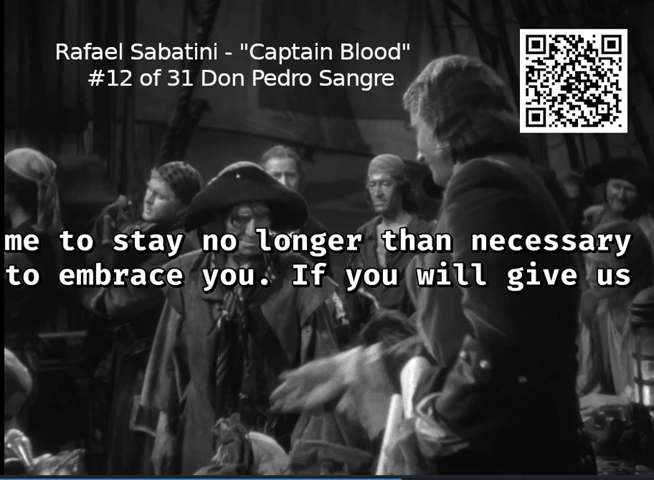 Rafael Sabatini - "Captain Blood"
#12 of 31 Don Pedro Sangre
me to stay no longer than necessary
to embrace you. If you will give us